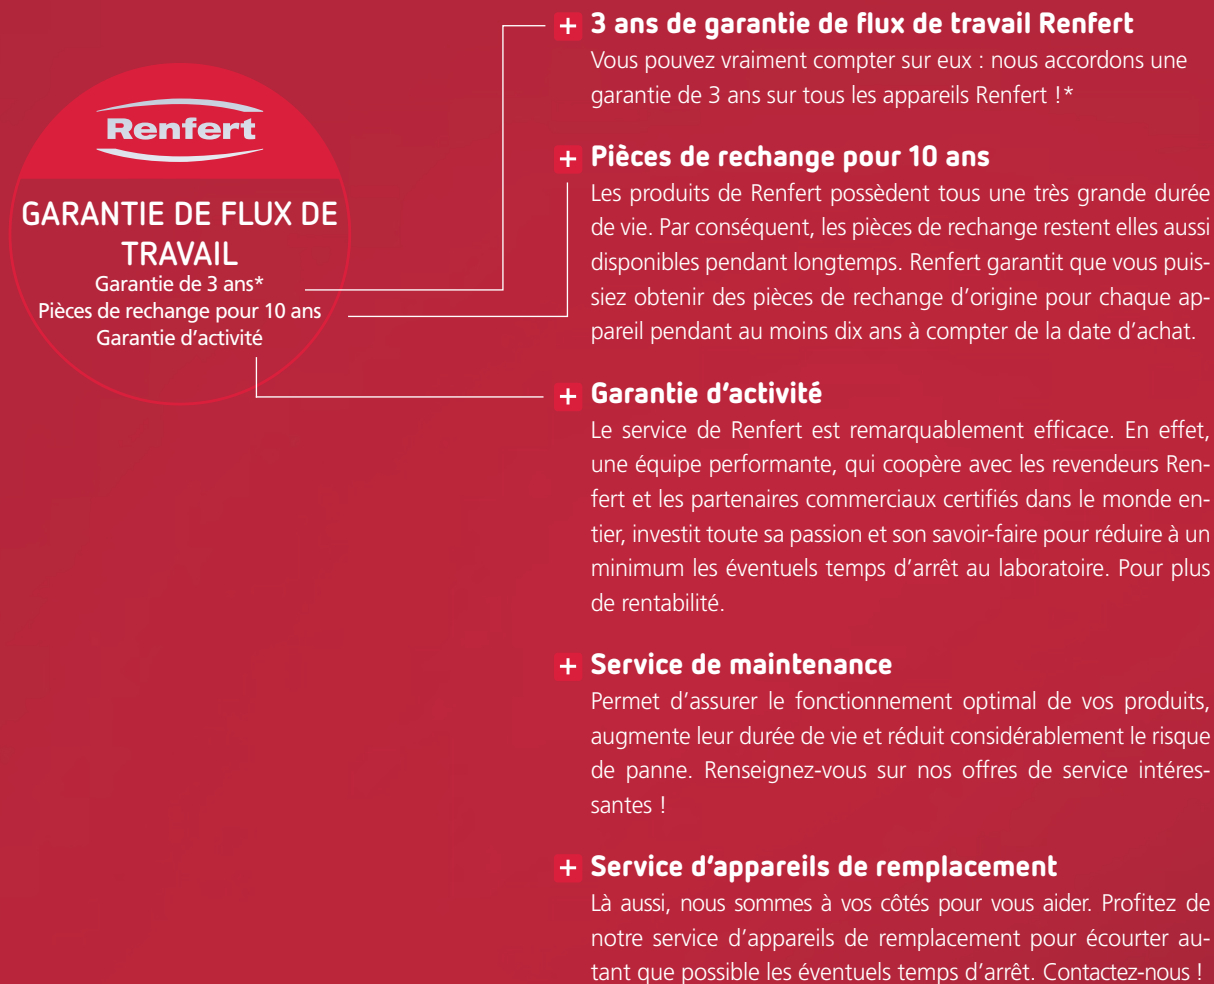 Renfert
GARANTIE DE FLUX DE
TRAVAIL
Garantie de 3 ans*
Pièces de rechange pour 10 ans
Garantie d’activité
+ 3 ans de garantie de flux de travail Renfert
Vous pouvez vraiment compter sur eux : nous accordons une
garantie de 3 ans sur tous les appareils Renfert !*
+ Pièces de rechange pour 10 ans
Les produits de Renfert possèdent tous une très grande durée
de vie. Par conséquent, les pièces de rechange restent elles aussi
disponibles pendant longtemps. Renfert garantit que vous puis-
siez obtenir des pièces de rechange d’origine pour chaque ap-
pareil pendant au moins dix ans à compter de la date d’achat.
+ Garantie d’activité
Le service de Renfert est remarquablement efficace. En effet,
une équipe performante, qui coopère avec les revendeurs Ren-
fert et les partenaires commerciaux certifiés dans le monde en-
tier, investit toute sa passion et son savoir-faire pour réduire à un
minimum les éventuels temps d’arrêt au laboratoire. Pour plus
de rentabilité.
+ Service de maintenance
Permet d’assurer le fonctionnement optimal de vos produits,
augmente leur durée de vie et réduit considérablement le risque
de panne. Renseignez-vous sur nos offres de service intéres-
santes !
+ Service d’appareils de remplacement
Là aussi, nous sommes à vos côtés pour vous aider. Profitez de
notre service d’appareils de remplacement pour écourter au-
tant que possible les éventuels temps d’arrêt. Contactez-nous !